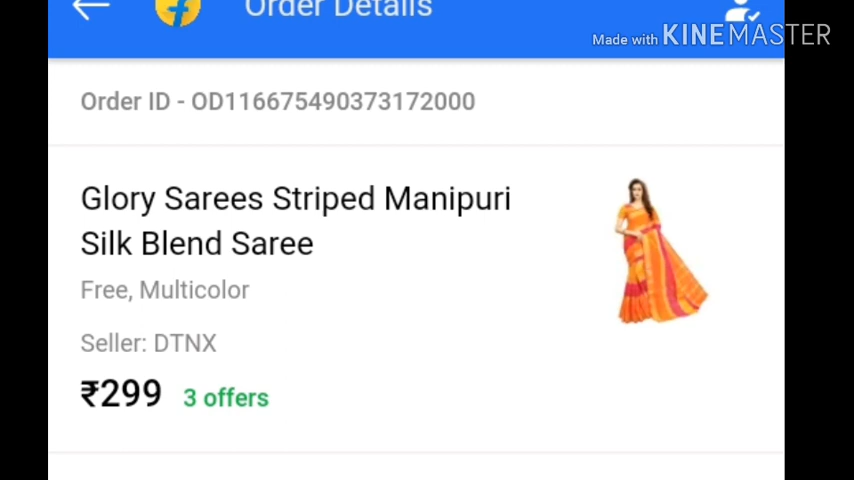 Order Details
Made with KINEMASTER
Order ID - OD116675490373172000
Glory Sarees Striped Manipuri
Silk Blend Saree
Free, Multicolor
Seller: DTNX
₹299 3 offers